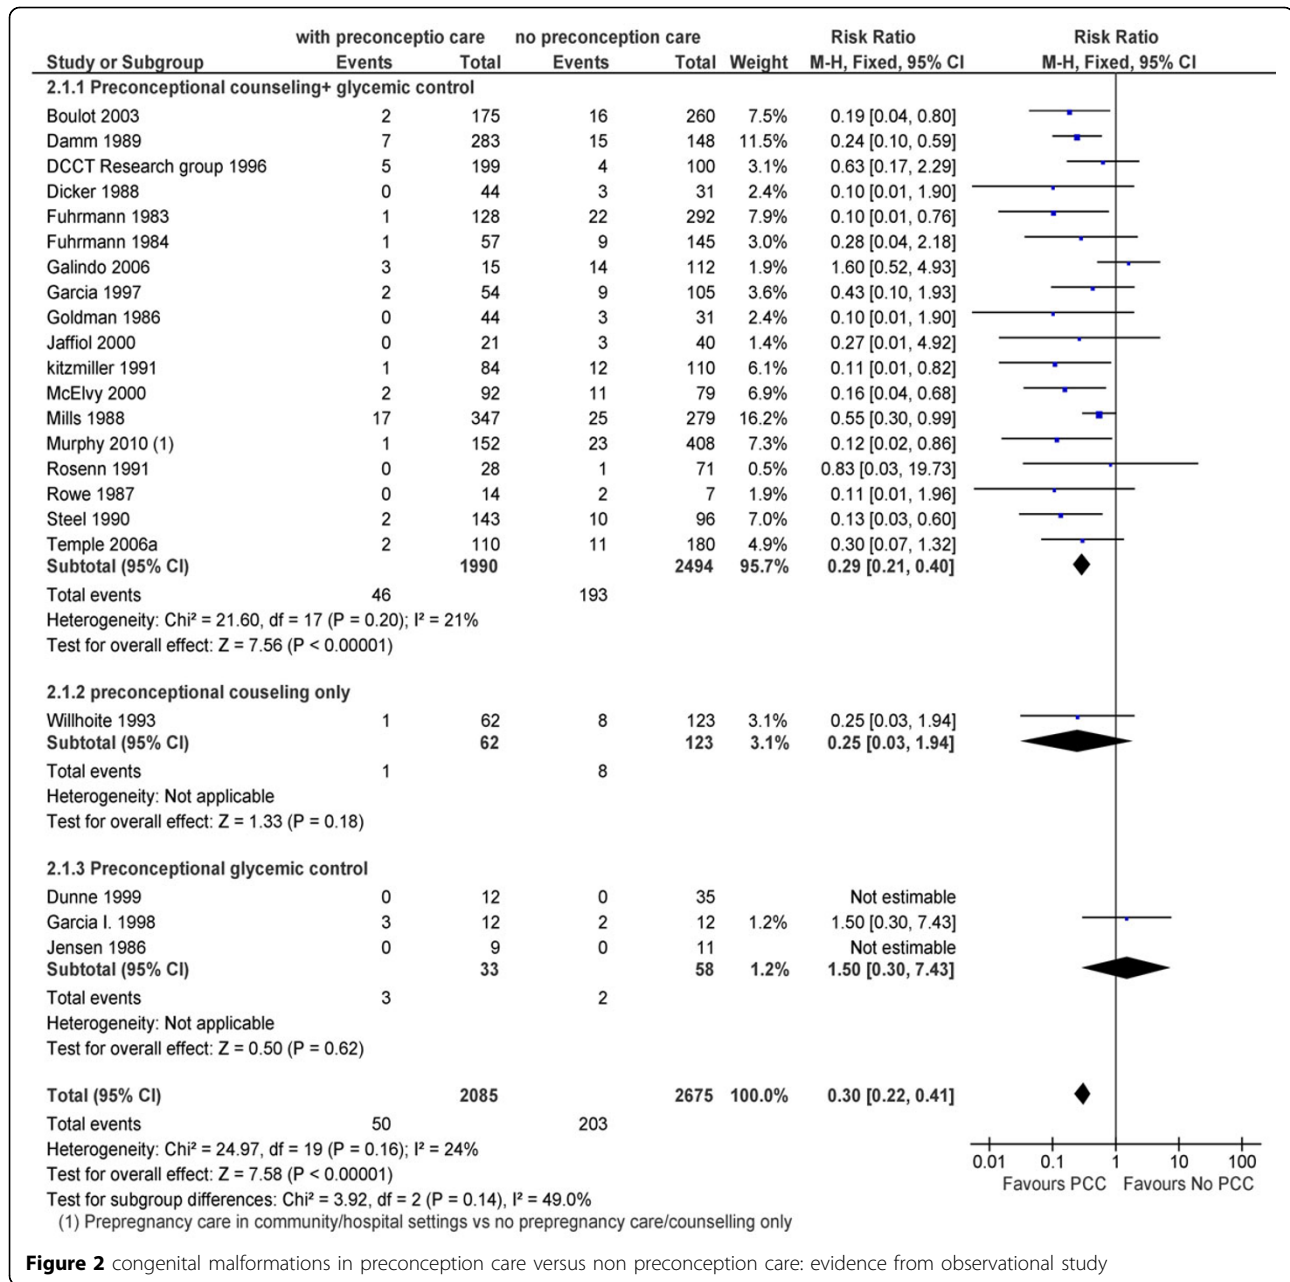 with preconceptio care no preconception care Risk Ratio Risk Ratio
Study or Subgroup Events Total Events Total Weight M-H, Fixed, 95% CI M-H, Fixed, 95% CI
2.1.1 Preconceptional counseling+ glycemic control
Boulot 2003 2 175 16 260 7.5% 0.19 [0.04, 0.80]
Damm 1989 7 283 15 148 11.5% 0.24 [0.10, 0.59]
DCCT Research group 1996 5 199 4 100 3.1% 0.63 [0.17, 2.29]
Dicker 1988 0 44 3 31 2.4% 0.10 [0.01, 1.90]
Fuhrmann 1983 1 128 22 292 7.9% 0.10 [0.01, 0.76]
Fuhrmann 1984 1 57 9 145 3.0% 0.28 [0.04, 2.18]
Galindo 2006 3 15 14 112 1.9% 1.60 [0.52, 4.93]
Garcia 1997 2 54 9 105 3.6% 0.43 [0.10, 1.93]
Goldman 1986 0 44 3 31 2.4% 0.10 [0.01, 1.90]
Jaffiol 2000 0 21 3 40 1.4% 0.27 [0.01, 4.92]
kitzmiller 1991 1 84 12 110 6.1% 0.11 [0.01, 0.82]
McElvy 2000 2 92 11 79 6.9% 0.16 [0.04, 0.68]
Mills 1988 17 347 25 279 16.2% 0.55 [0.30, 0.99]
Murphy 2010 (1) 1 152 23 408 7.3% 0.12 [0.02, 0.86]
Rosenn 1991 0 28 1 71 0.5% 0.83 [0.03, 19.73]
Rowe 1987 0 14 2 7 1.9% 0.11 [0.01, 1.96]
Steel 1990 2 143 10 96 7.0% 0.13 [0.03, 0.60]
Temple 2006a 2 110 11 180 4.9% 0.30 [0.07, 1.32]
Subtotal (95% CI) 1990 2494 95.7% 0.29 [0.21, 0.40]
Total events 46 193
Heterogeneity: Chi² = 21.60, df = 17 (P = 0.20); I² = 21%
Test for overall effect: Z = 7.56 (P < 0.00001)
2.1.2 preconceptional couseling only
Willhoite 1993 1 62 8 123 3.1% 0.25 [0.03, 1.94]
Subtotal (95% CI) 62 123 3.1% 0.25 [0.03, 1.94]
Total events 1 8
Heterogeneity: Not applicable
Test for overall effect: Z = 1.33 (P = 0.18)
2.1.3 Preconceptional glycemic control
Dunne 1999 0 12 0 35 Not estimable
Garcia I. 1998 3 12 2 12 1.2% 1.50 [0.30, 7.43]
Jensen 1986 0 9 0 11 Not estimable
Subtotal (95% CI) 33 58 1.2% 1.50 [0.30, 7.43]
Total events 3 2
Heterogeneity: Not applicable
Test for overall effect: Z = 0.50 (P = 0.62)
Total (95% CI) 2085 2675 100.0% 0.30 [0.22, 0.41]
Total events 50 203
Heterogeneity: Chi² = 24.97, df = 19 (P = 0.16); I² = 24%
Test for overall effect: Z = 7.58 (P < 0.00001)
Test for subgroup differences: Chi² = 3.92, df = 2 (P = 0.14), I² = 49.0%
(1) Prepregnancy care in community/hospital settings vs no prepregnancy care/counselling only
0.01 0.1 1 10 100
Favours PCC Favours No PCC
Figure 2 congenital malformations in preconception care versus non preconception care: evidence from observational study